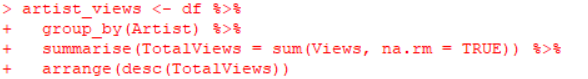 > artist_views <- df %>%
+   group_by(Artist) %>%
+   summarise(TotalViews = sum(Views, na.rm = TRUE)) %>%
+   arrange(desc(TotalViews))